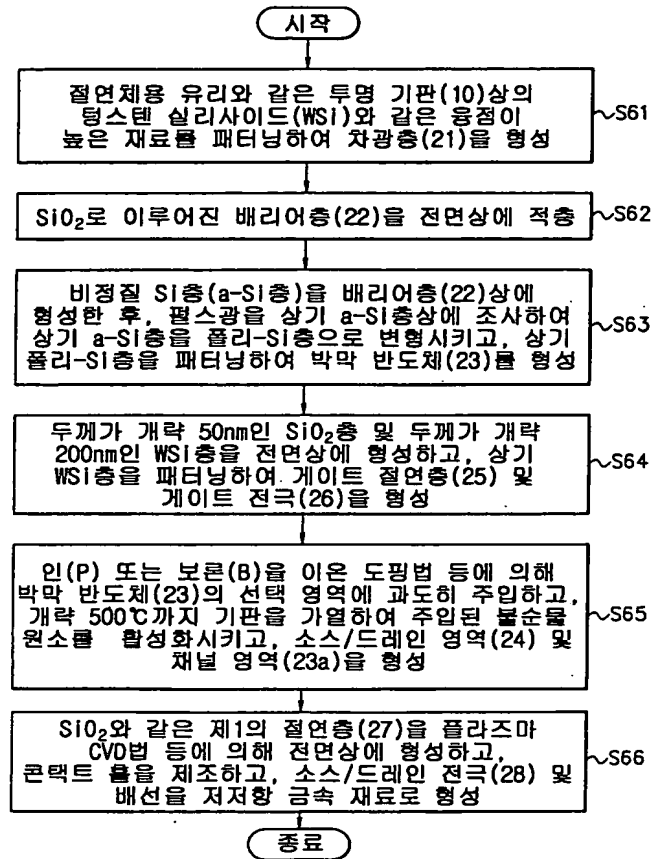 시작
절연체용 유리와 같은 투명 기판(10)상의
텅스텐 실리사이드(WSi)와 같은 융점이
높은 재료를 패터닝하여 차광층(21)을 형성
S61
SiO₂로 이루어진 배리어층(22)을 전면상에 적층
S62
비정질 Si층(a-Si층)을 배리어층(22)상에
형성한 후, 펄스광을 상기 a-Si층상에 조사하여
상기 a-Si층을 폴리-Si층으로 변형시키고, 상기
폴리-Si층을 패터닝하여 박막 반도체(23)를 형성
S63
두께가 개략 50nm인 SiO₂층 및 두께가 개략
200nm인 WSi층을 전면상에 형성하고, 상기
WSi층을 패터닝하여 게이트 절연층(25) 및
게이트 전극(26)을 형성
S64
인(P) 또는 보론(B)을 이온 도핑법 등에 의해
박막 반도체(23)의 선택 영역에 과도히 주입하고,
개략 500℃까지 기판을 가열하여 주입된 불순물
원소를 활성화시키고, 소스/드레인 영역(24) 및
채널 영역(23a)을 형성
S65
SiO₂와 같은 제1의 절연층(27)을 플라즈마
CVD법 등에 의해 전면상에 형성하고,
콘택트 홀을 제조하고, 소스/드레인 전극(28) 및
배선을 저저항 금속 재료로 형성
S66
종료